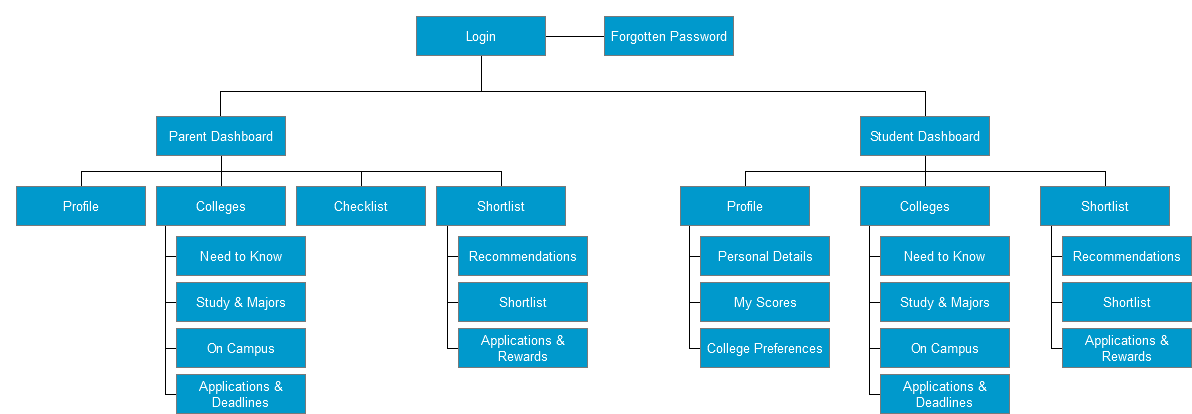 Login
Forgotten Password
Parent Dashboard
Student Dashboard
Profile
Colleges
Checklist
Shortlist
Profile
Colleges
Shortlist
Need to Know
Recommendations
Personal Details
Need to Know
Recommendations
Study & Majors
Shortlist
My Scores
Study & Majors
Shortlist
On Campus
Applications &
Rewards
College Preferences
On Campus
Applications &
Rewards
Applications &
Deadlines
Applications &
Deadlines